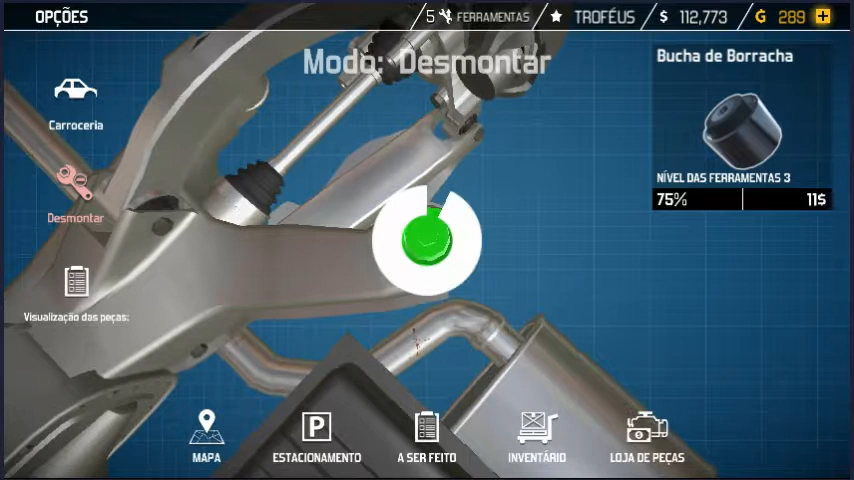 OPÇÕES
5 FERRAMENTAS
TROFÉUS
$ 112,773
G 289
Modo: Desmontar
Bucha de Borracha
Carroceria
NÍVEL DAS FERRAMENTAS 3
75% 11$
Desmontar
Visualização das peças:
MAPA
P
ESTACIONAMENTO
A SER FEITO
INVENTÁRIO
LOJA DE PEÇAS